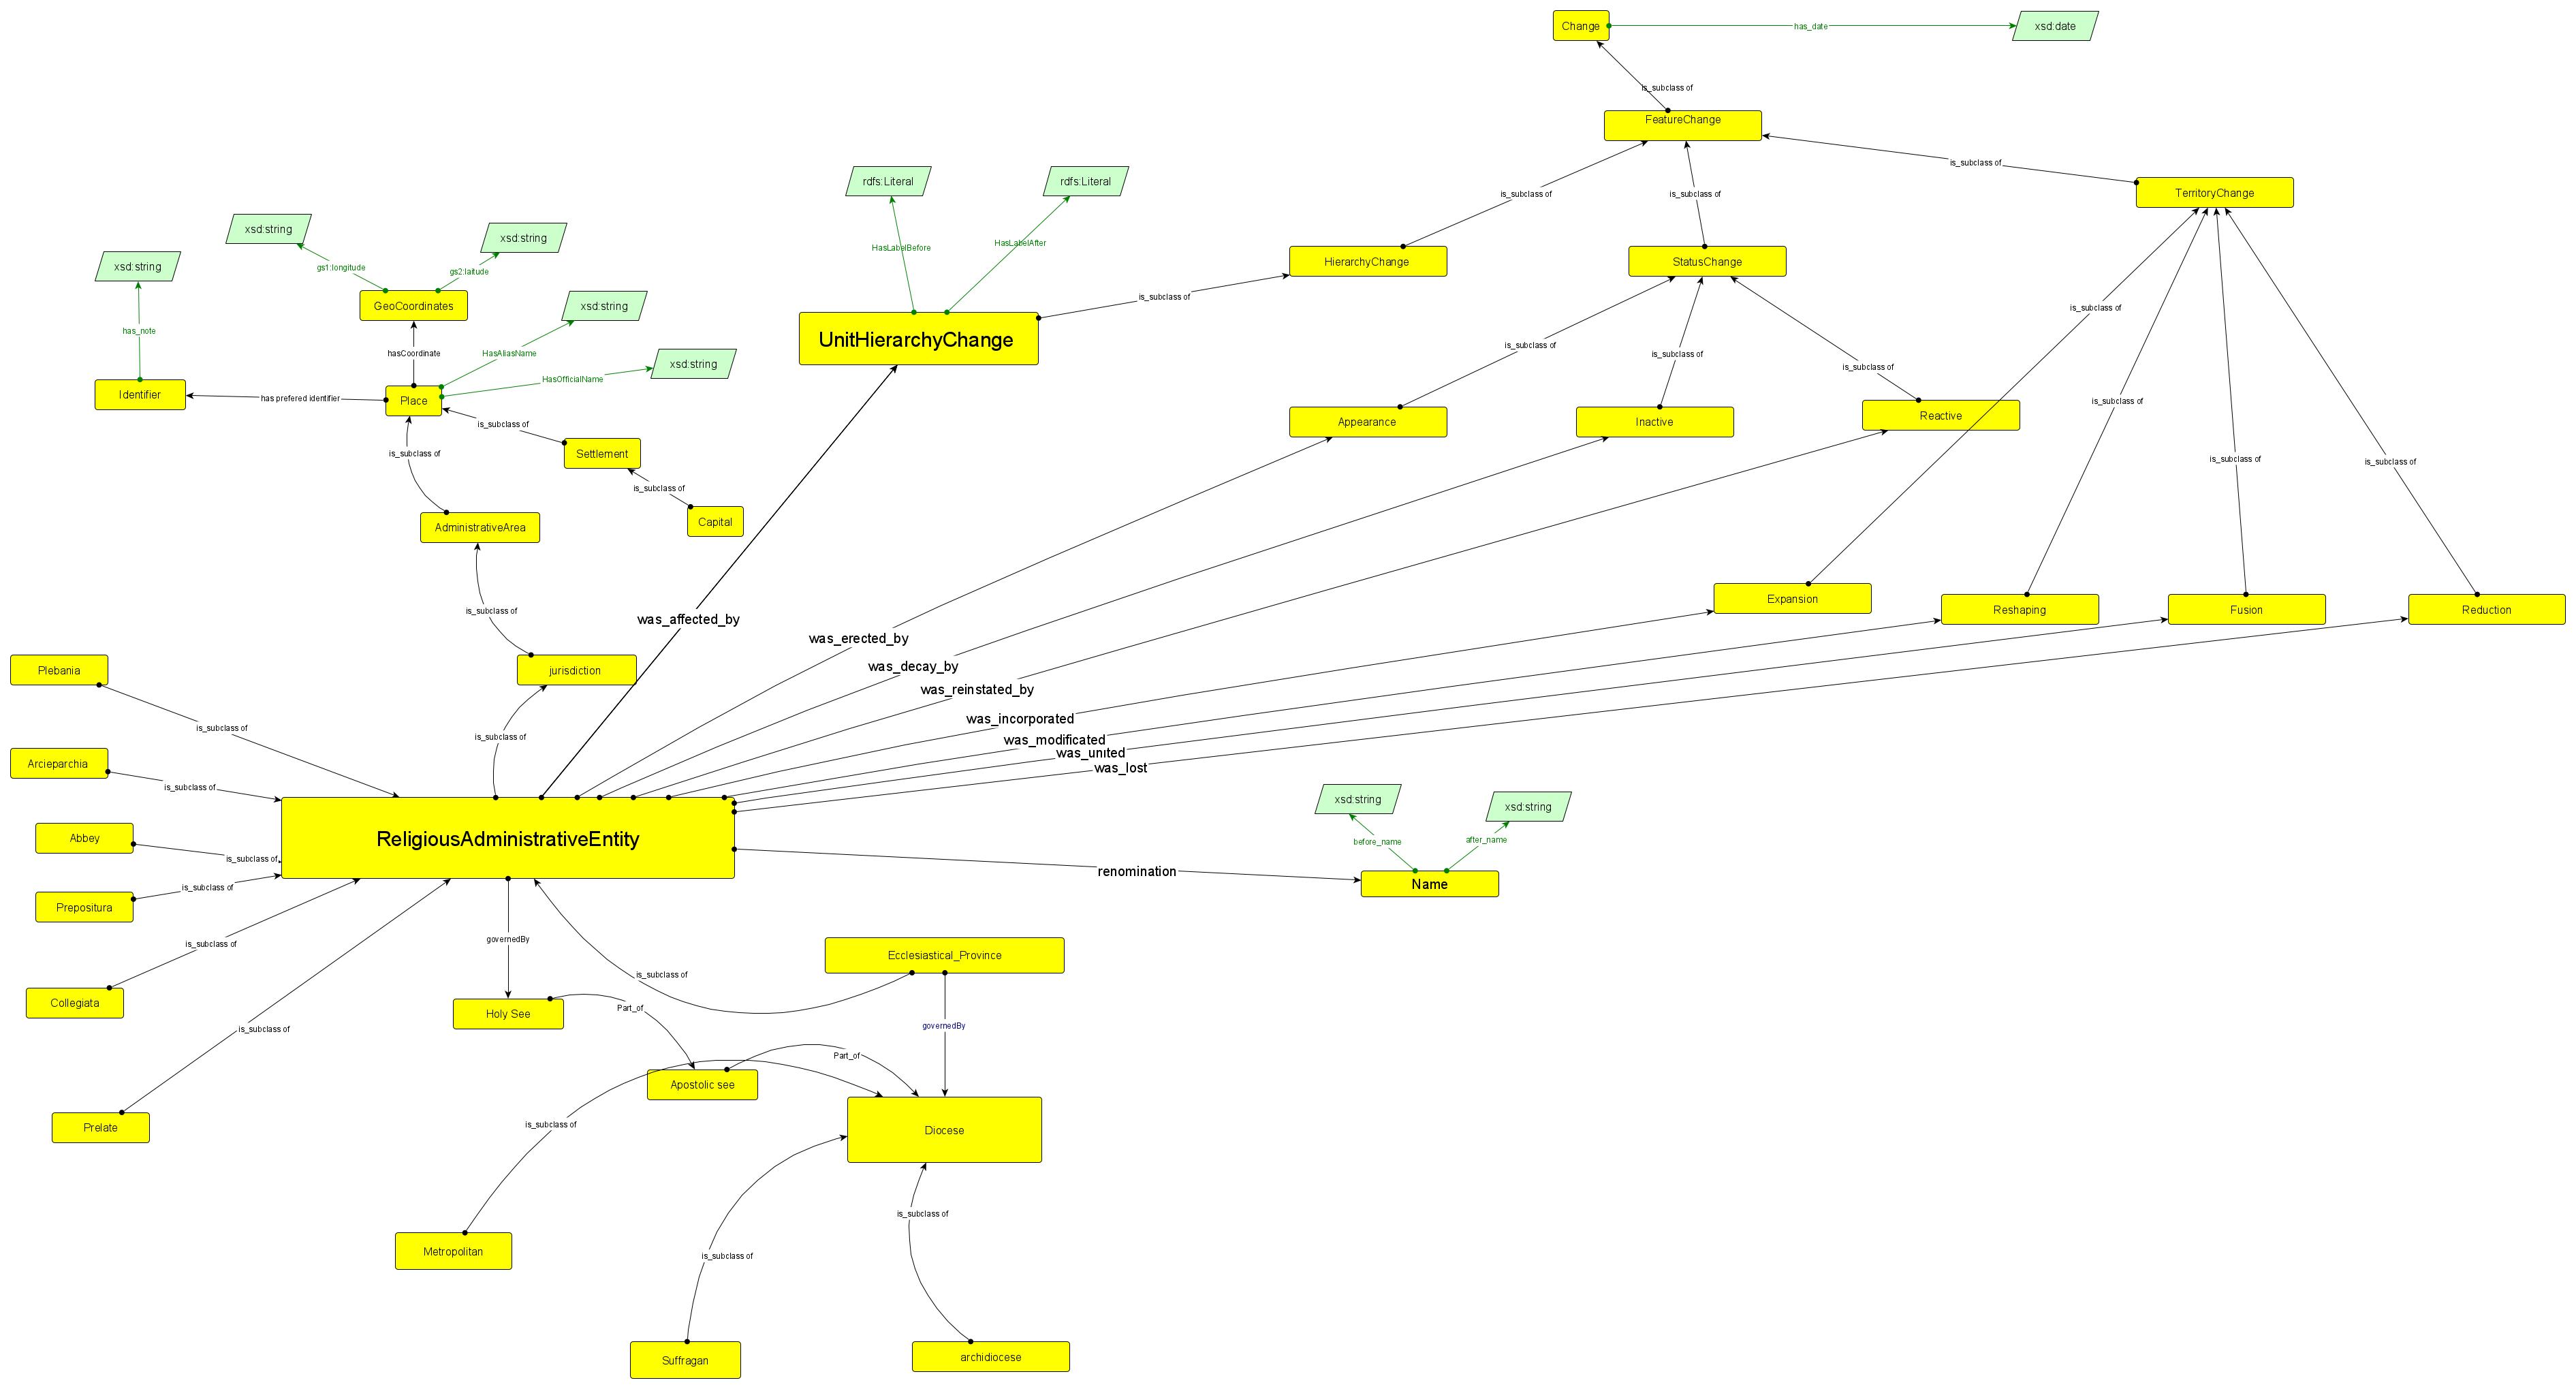 Change
has_date
xsd:date
is_subclass of
FeatureChange
is_subclass of
is_subclass of
is_subclass of
TerritoryChange
rdfs:Literal
rdfs:Literal
HasLabelBefore
HasLabelAfter
HierarchyChange
StatusChange
is_subclass of
UnitHierarchyChange
xsd:string
xsd:string
xsd:string
gs1:longitude
gs2:laitude
GeoCoordinates
xsd:string
has_note
hasCoordinate
HasAliasName
xsd:string
HasOfficialName
Identifier
has prefered identifier
Place
is_subclass of
is_subclass of
Settlement
is_subclass of
Capital
AdministrativeArea
is_subclass of
is_subclass of
is_subclass of
is_subclass of
Appearance
Inactive
Reactive
is_subclass of
is_subclass of
is_subclass of
is_subclass of
Expansion
Reshaping
Fusion
Reduction
was_affected_by
was_erected_by
was_decay_by
was_reinstated_by
was_incorporated
was_modificated
was_united
was_lost
Plebania
jurisdiction
is_subclass of
is_subclass of
Arcieparchia
is_subclass of
Abbey
is_subclass of
ReligiousAdministrativeEntity
xsd:string
xsd:string
before_name
after_name
renomination
Name
Prepositura
is_subclass of
is_subclass of
Collegiata
is_subclass of
Prelate
governedBy
is_subclass of
Ecclesiastical_Province
Holy See
Part_of
governedBy
Part_of
Apostolic see
Diocese
is_subclass of
is_subclass of
is_subclass of
Metropolitan
Suffragan
archidiocese